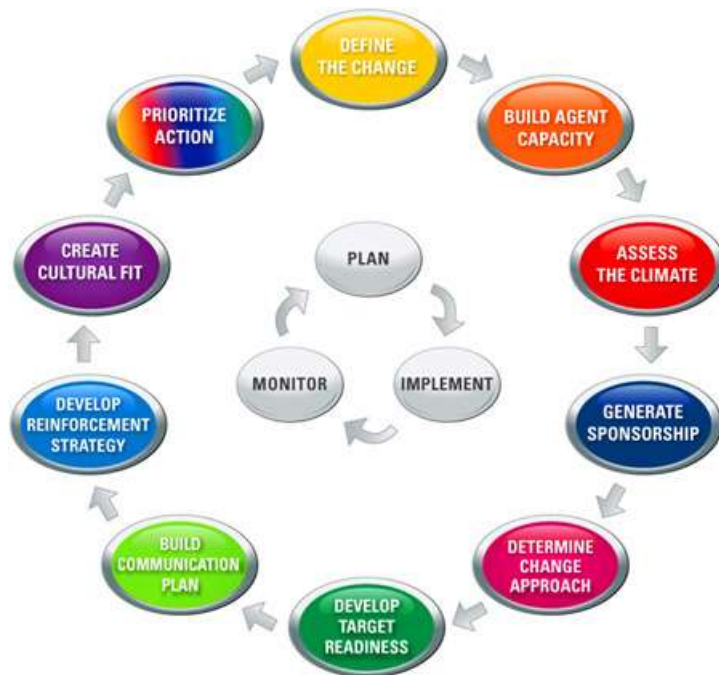 DEFINE
THE CHANGE
BUILD AGENT
CAPACITY
ASSESS
THE CLIMATE
GENERATE
SPONSORSHIP
DETERMINE
CHANGE
APPROACH
DEVELOP
TARGET
READINESS
BUILD
COMMUNICATION
PLAN
DEVELOP
REINFORCEMENT
STRATEGY
CREATE
CULTURAL FIT
PRIORITIZE
ACTION
PLAN
IMPLEMENT
MONITOR